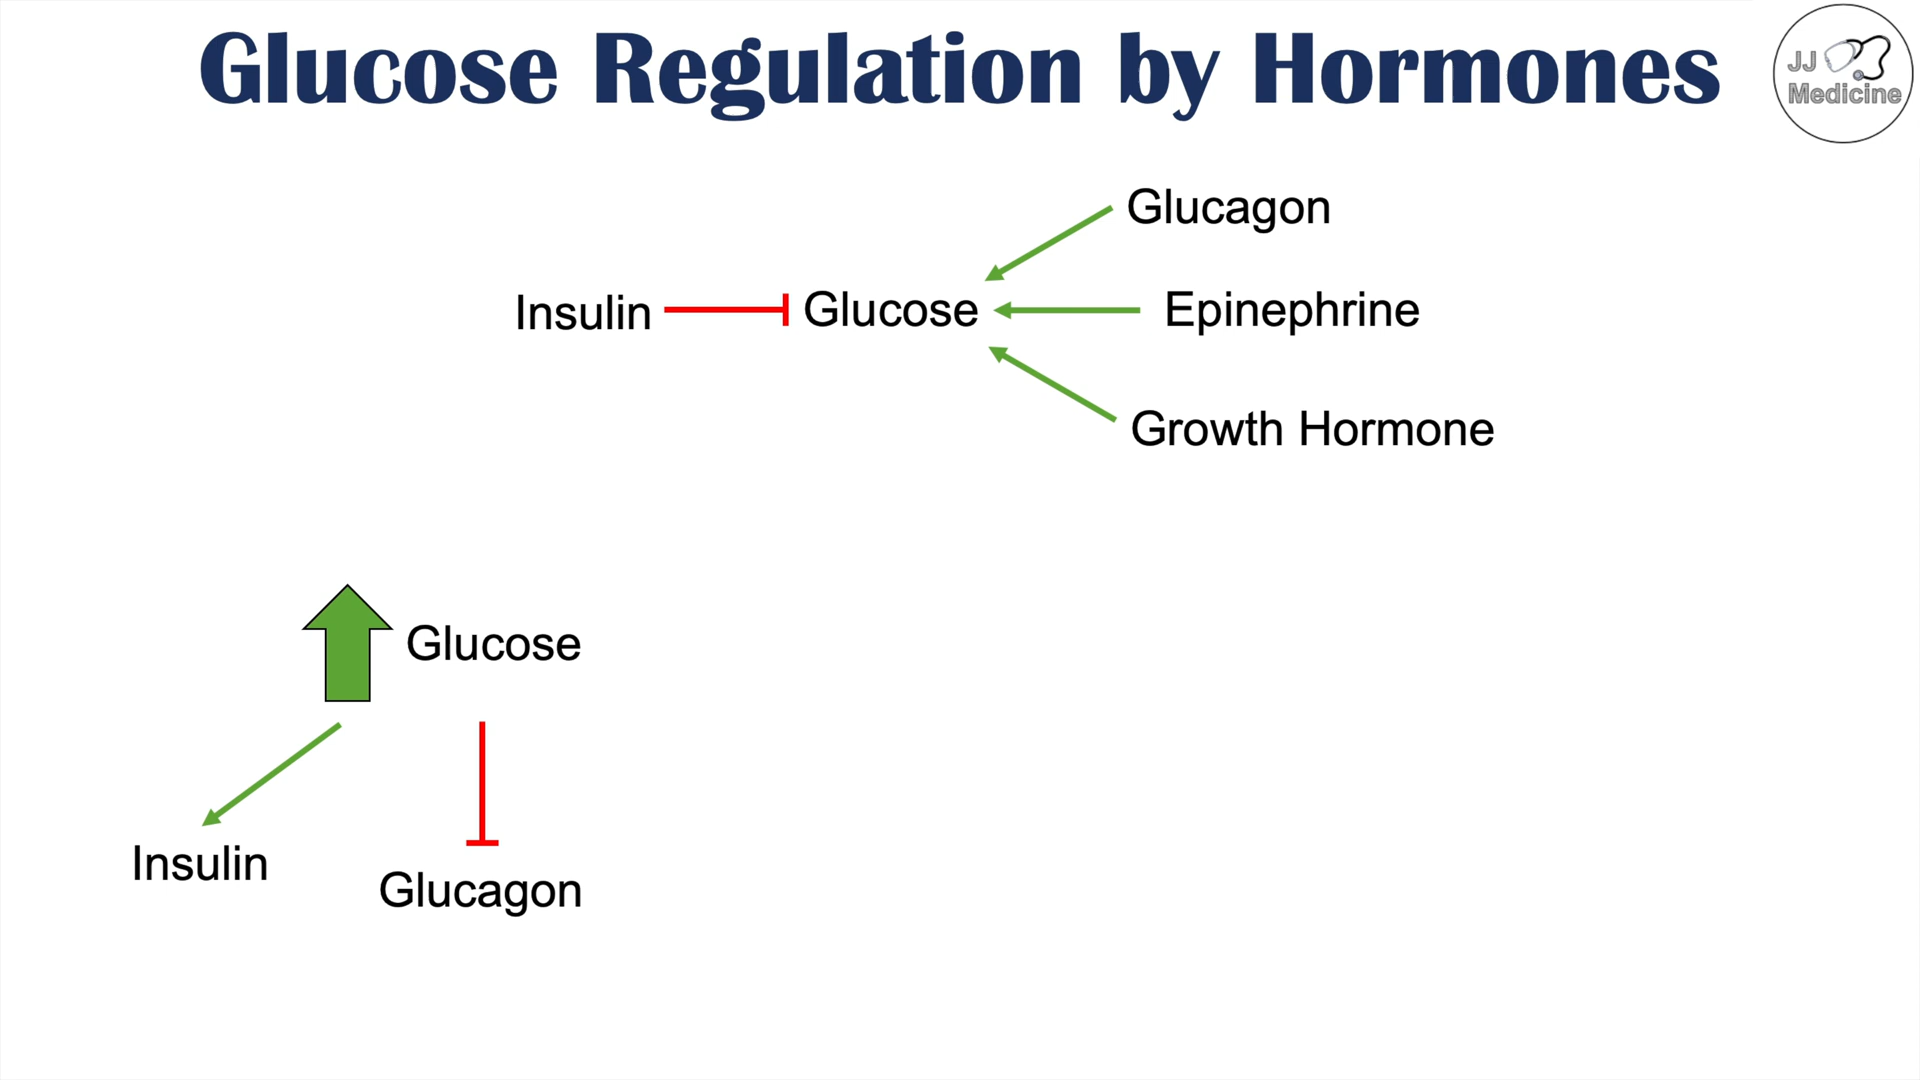 Glucose Regulation by Hormones
JJ
Medicine
Glucagon
Insulin Glucose Epinephrine
Growth Hormone
Glucose
Insulin
Glucagon